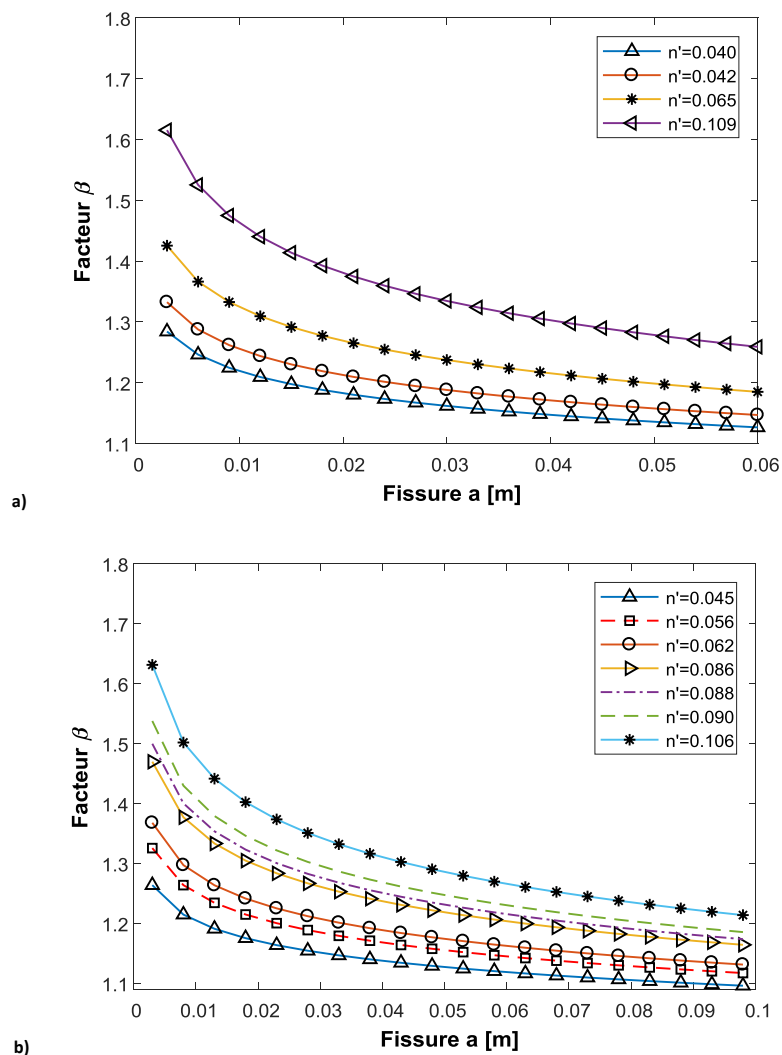 1.8
1.7
1.6
1.5
1.4
1.3
1.2
1.1
Facteur β
n'=0.040
n'=0.042
n'=0.065
n'=0.109
0 0.01 0.02 0.03 0.04 0.05 0.06
Fissure a [m]
a)
1.8
1.7
1.6
1.5
1.4
1.3
1.2
1.1
Facteur β
n'=0.045
n'=0.056
n'=0.062
n'=0.086
n'=0.088
n'=0.090
n'=0.106
0 0.01 0.02 0.03 0.04 0.05 0.06 0.07 0.08 0.09 0.1
Fissure a [m]
b)